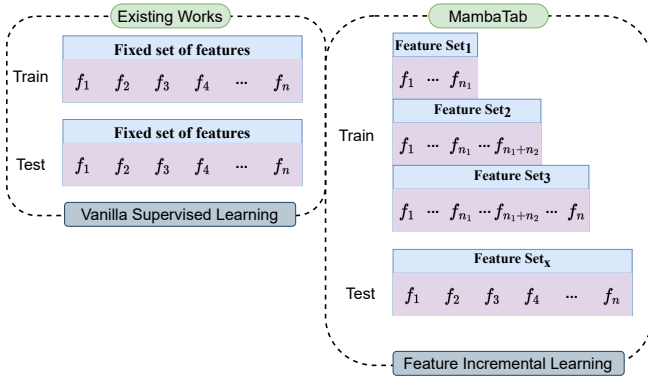 Existing Works
Fixed set of features
Train
f₁ f₂ f₃ f₄ ... fₙ
Fixed set of features
Test
f₁ f₂ f₃ f₄ ... fₙ
Vanilla Supervised Learning
MambaTab
Feature Set₁
f₁ ... fₙ₁
Feature Set₂
Train
f₁ ... fₙ₁ ... fₙ₁₊ₙ₂
Feature Set₃
f₁ ... fₙ₁ ... fₙ₁₊ₙ₂ ... fₙ
Feature Setₓ
Test
f₁ f₂ f₃ f₄ ... fₙ
Feature Incremental Learning